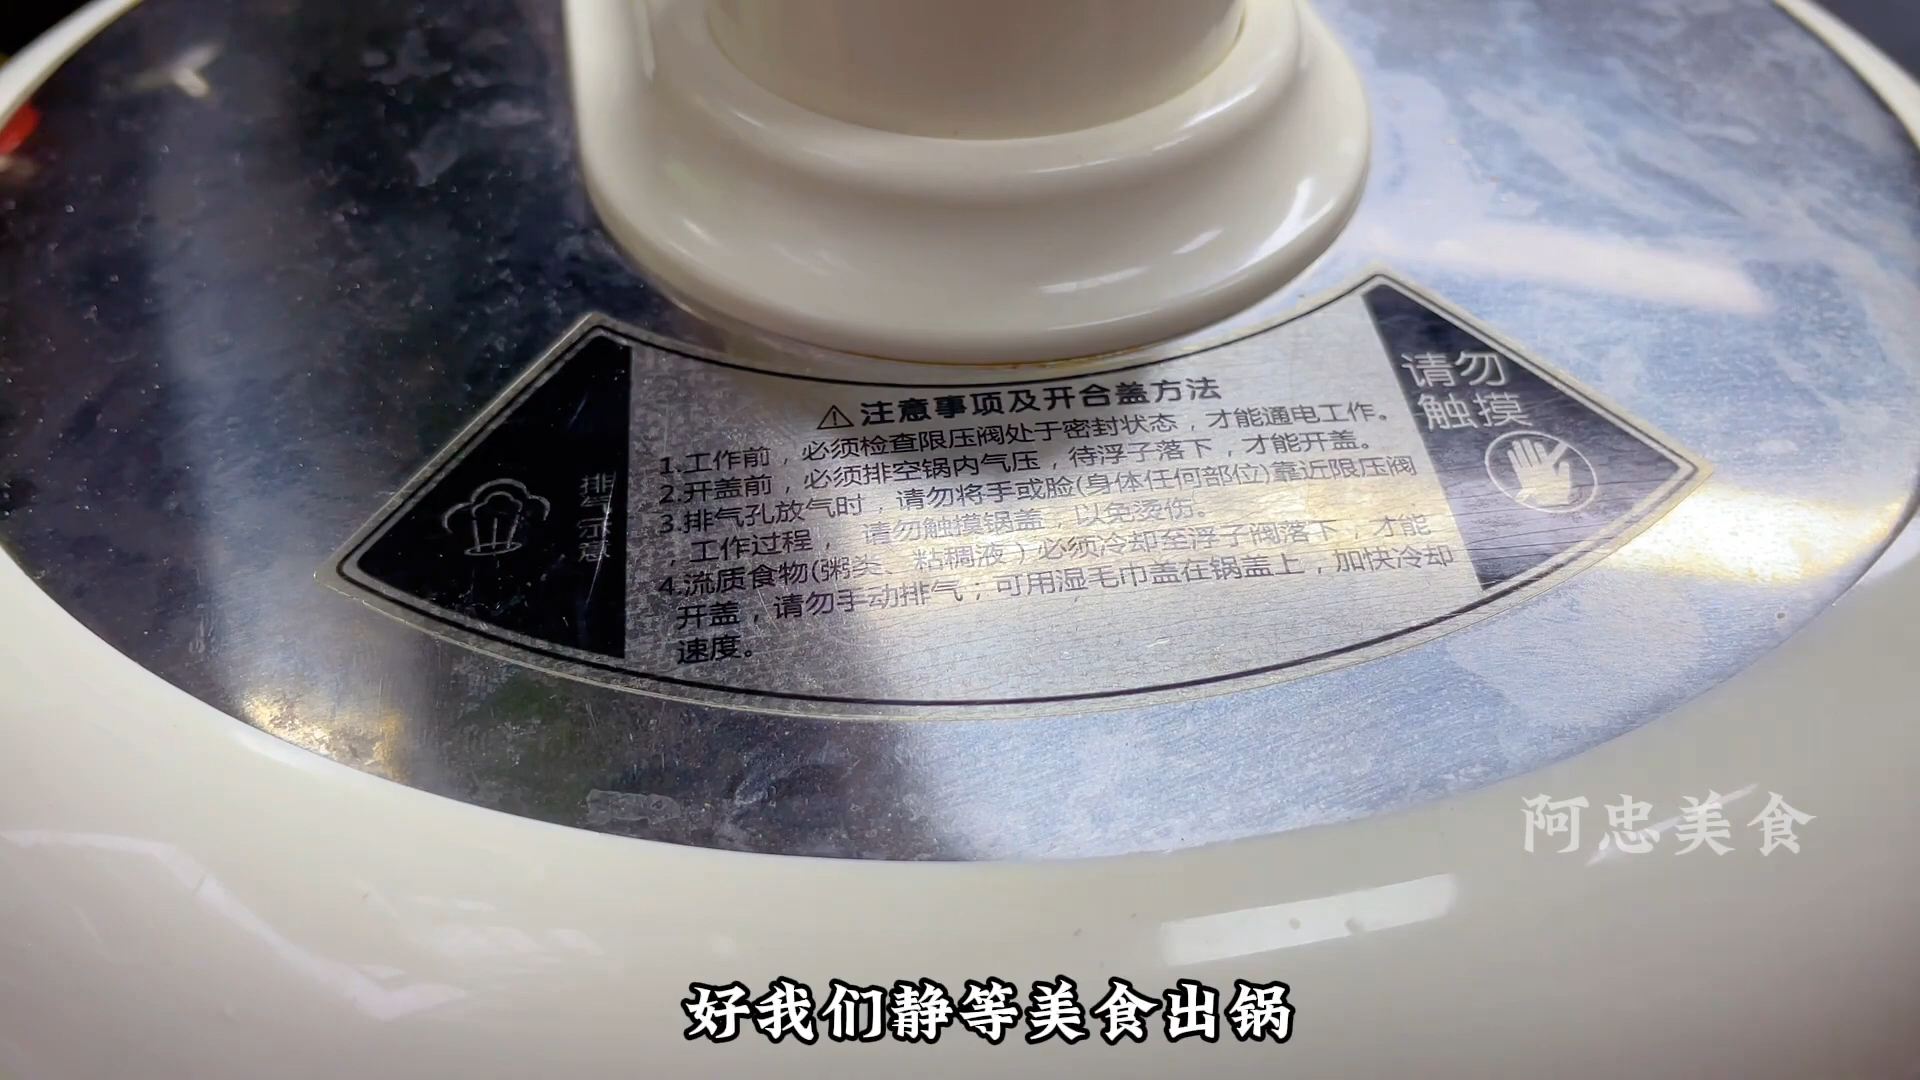 ⚠注意事项及开合盖方法
1.工作前，必须检查限压阀处于密封状态，才能通电工作。
2.开盖前，必须排空锅内气压，待浮子落下，才能开盖。
3.排气孔放气时，请勿将手或脸(身体任何部位)靠近限压阀
，工作过程，请勿触摸锅盖，以免烫伤。
4.流质食物(粥类、粘稠液)必须冷却至浮子阀落下，才能
开盖，请勿手动排气；可用湿毛巾盖在锅盖上，加快冷却
速度。
排气示意
请勿
触摸
阿忠美食
好我们静等美食出锅